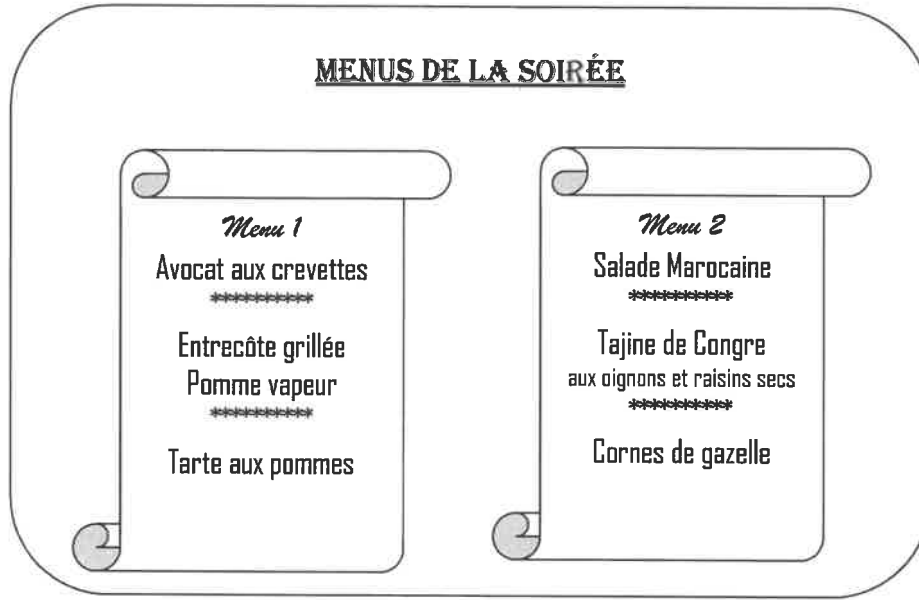 MENUS DE LA SOIRÉE
Menu 1
Avocat aux crevettes
**********
Entrecôte grillée
Pomme vapeur
**********
Tarte aux pommes
Menu 2
Salade Marocaine
**********
Tajine de Congre
aux oignons et raisins secs
**********
Cornes de gazelle